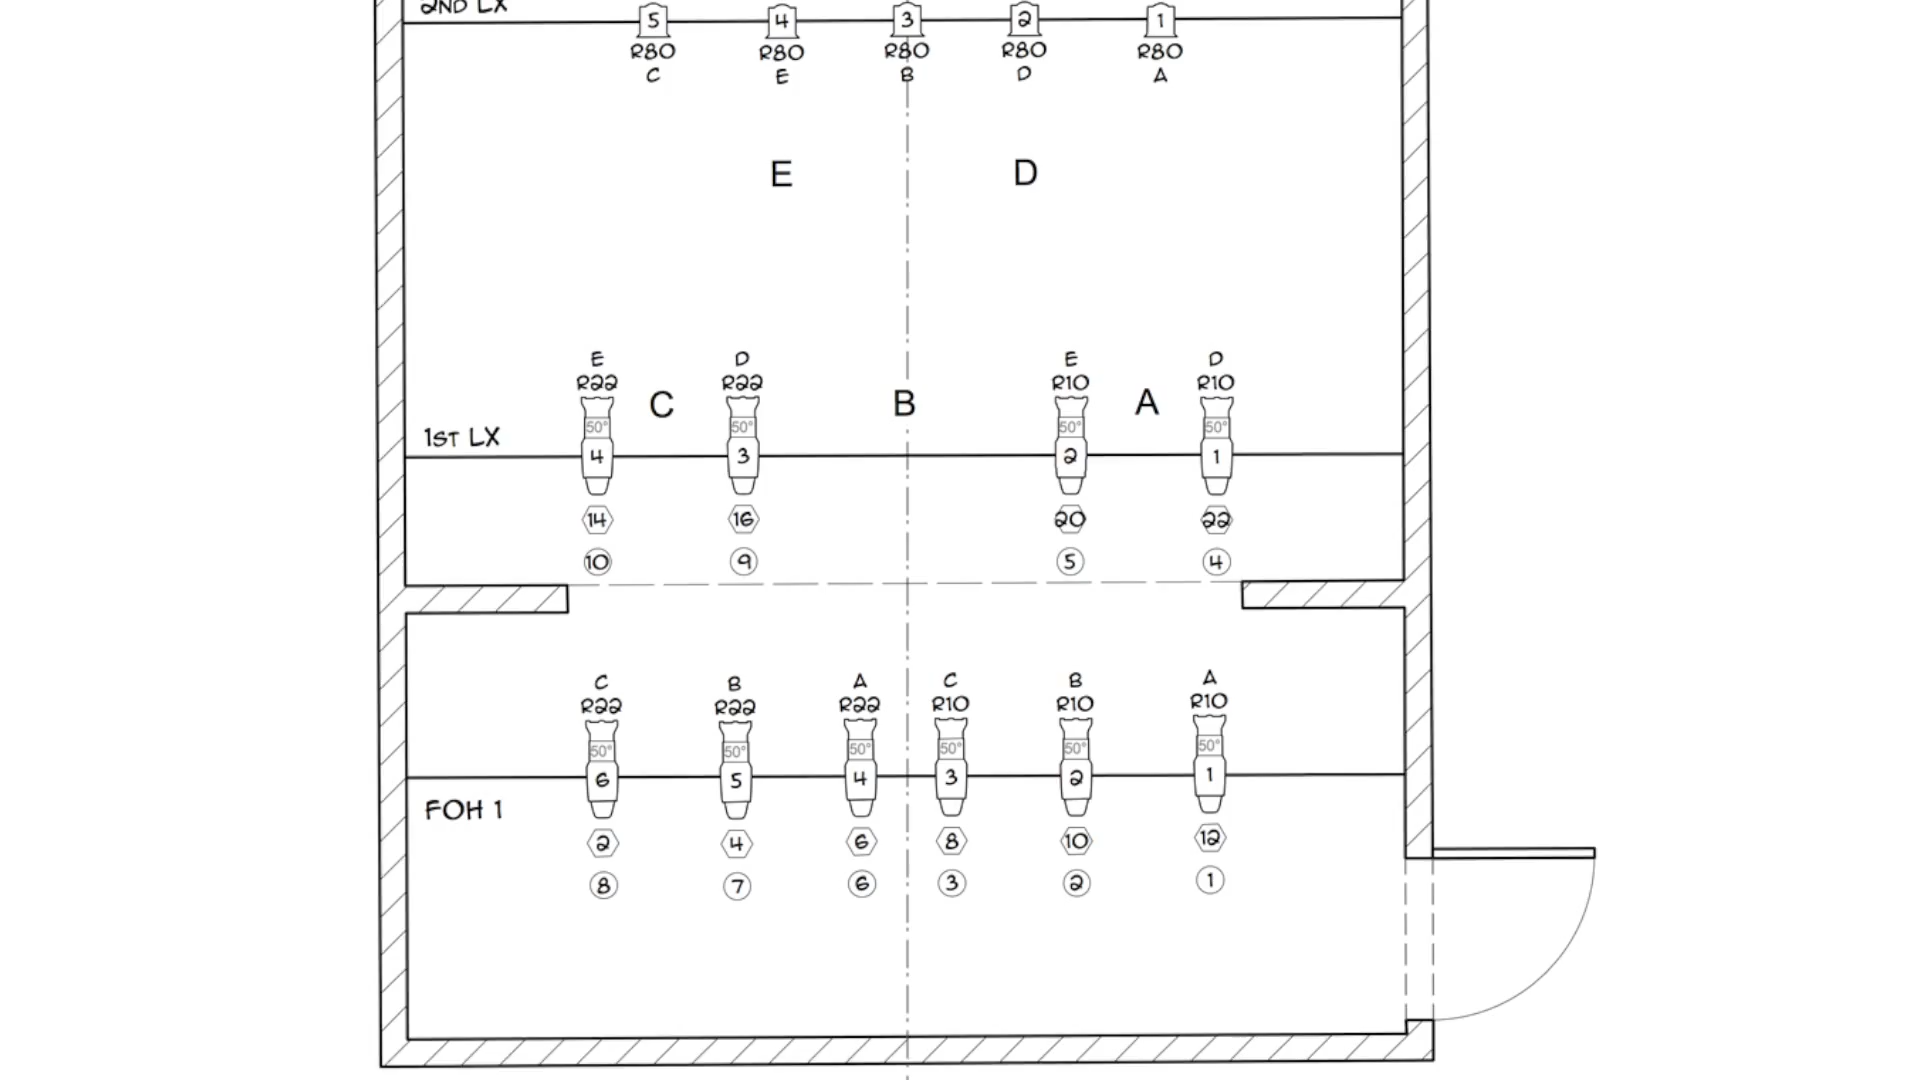 2ND LX
5 4 3 2 1
R80 R80 R80 R80 R80
C E B D A
E D
E D E D
R22 R22 R10 R10
C B A
50° 50° 50° 50°
1ST LX
4 3 2 1
14 16 20 22
10 9 5 4
C B A C B A
R22 R22 R22 R10 R10 R10
50° 50° 50° 50° 50° 50°
6 5 4 3 2 1
FOH 1
2 4 6 8 10 12
8 7 6 3 2 1